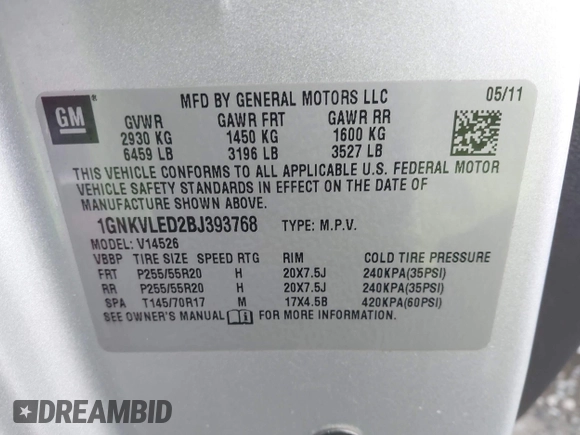 GM
MFD BY GENERAL MOTORS LLC 05/11
GVWR GAWR FRT GAWR RR
2930 KG 1450 KG 1600 KG
6459 LB 3196 LB 3527 LB
THIS VEHICLE CONFORMS TO ALL APPLICABLE U.S. FEDERAL MOTOR
VEHICLE SAFETY STANDARDS IN EFFECT ON THE DATE OF
MANUFACTURE SHOWN ABOVE.
1GNKVLED2BJ393768 TYPE: M.P.V.
MODEL: V14526
VBBP TIRE SIZE SPEED RTG RIM COLD TIRE PRESSURE
FRT P255/55R20 H 20X7.5J 240KPA(35PSI)
RR P255/55R20 H 20X7.5J 240KPA(35PSI)
SPA T145/70R17 M 17X4.5B 420KPA(60PSI)
SEE OWNER'S MANUAL FOR MORE INFORMATION.
DREAMBID